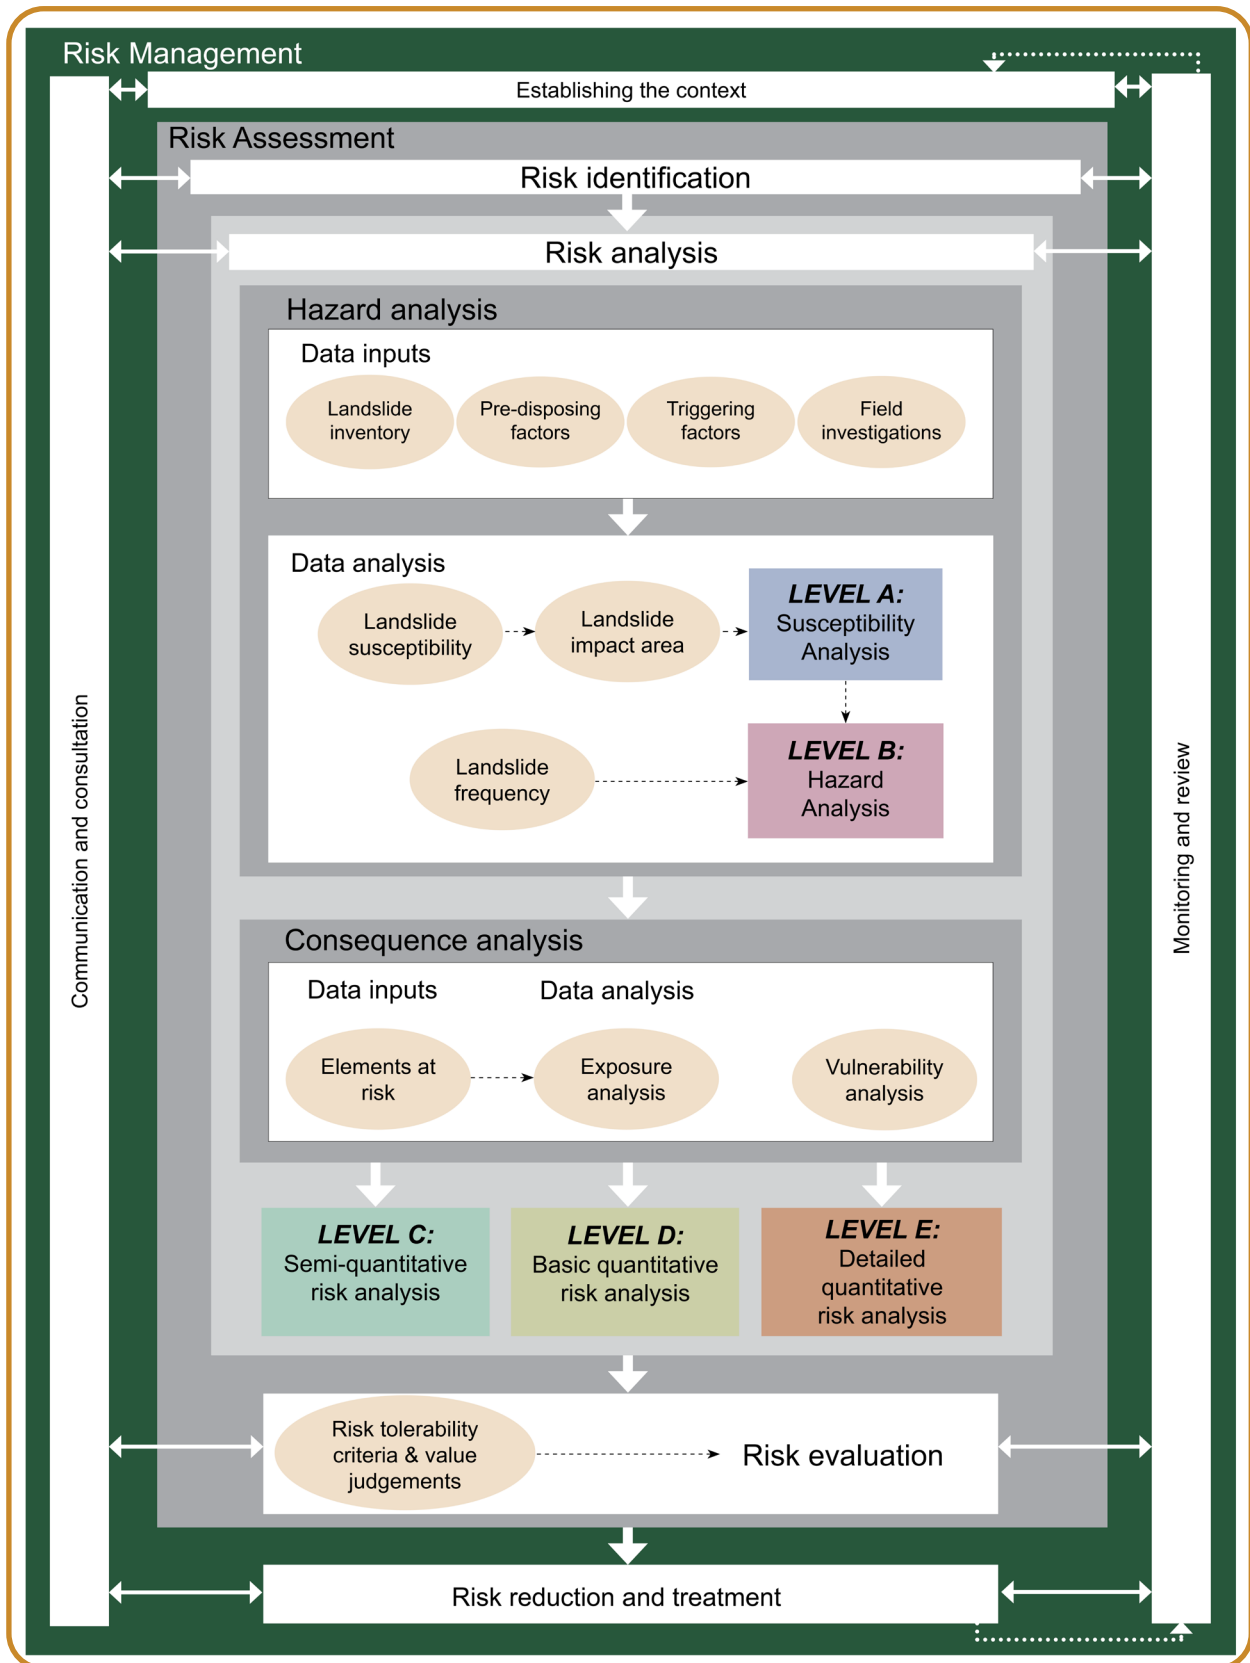 Risk Management
Establishing the context
Risk Assessment
Risk identification
Risk analysis
Hazard analysis
Data inputs
Landslide
inventory
Pre-disposing
factors
Triggering
factors
Field
investigations
Data analysis
Landslide
susceptibility
Landslide
impact area
LEVEL A:
Susceptibility
Analysis
Landslide
frequency
LEVEL B:
Hazard
Analysis
Communication and consultation
Monitoring and review
Consequence analysis
Data inputs
Data analysis
Elements at
risk
Exposure
analysis
Vulnerability
analysis
LEVEL C:
Semi-quantitative
risk analysis
LEVEL D:
Basic quantitative
risk analysis
LEVEL E:
Detailed
quantitative
risk analysis
Risk tolerability
criteria & value
judgements
Risk evaluation
Risk reduction and treatment